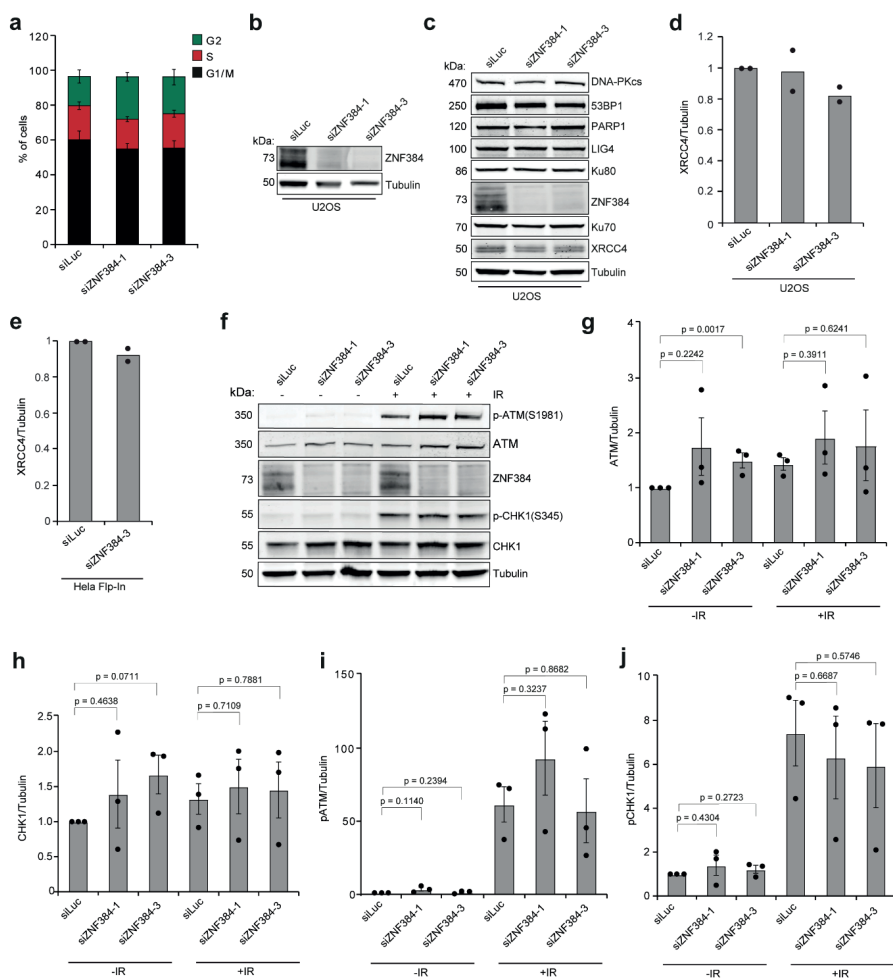 a
G2
S
G1/M
120
100
80
60
40
20
0
% of cells
siLuc
siZNF384-1
siZNF384-3
b
siLuc
siZNF384-1
siZNF384-3
kDa:
73
ZNF384
50
Tubulin
U2OS
c
siLuc
siZNF384-1
siZNF384-3
kDa:
470
DNA-PKcs
250
53BP1
120
PARP1
100
LIG4
86
Ku80
73
ZNF384
70
Ku70
50
XRCC4
50
Tubulin
U2OS
d
1.2
1
0.8
0.6
0.4
0.2
0
XRCC4/Tubulin
siLuc
siZNF384-1
siZNF384-3
U2OS
e
1
0.8
0.6
0.4
0.2
0
XRCC4/Tubulin
siLuc
siZNF384-3
Hela Flp-In
f
siLuc
siZNF384-1
siZNF384-3
siLuc
siZNF384-1
siZNF384-3
kDa:
- - - + + + IR
350
p-ATM(S1981)
350
ATM
73
ZNF384
55
p-CHK1(S345)
55
CHK1
50
Tubulin
g
p = 0.0017
p = 0.2242
p = 0.6241
p = 0.3911
4
3
2
1
0
ATM/Tubulin
siLuc
siZNF384-1
siZNF384-3
siLuc
siZNF384-1
siZNF384-3
-IR
+IR
h
p = 0.0711
p = 0.4638
p = 0.7881
p = 0.7109
2.5
2.0
1.5
1.0
0.5
0
CHK1/Tubulin
siLuc
siZNF384-1
siZNF384-3
siLuc
siZNF384-1
siZNF384-3
-IR
+IR
i
150
100
50
0
pATM/Tubulin
p = 0.2394
p = 0.1140
p = 0.8682
p = 0.3237
siLuc
siZNF384-1
siZNF384-3
siLuc
siZNF384-1
siZNF384-3
-IR
+IR
j
10
8
6
4
2
0
pCHK1/Tubulin
p = 0.2723
p = 0.4304
p = 0.5746
p = 0.6687
siLuc
siZNF384-1
siZNF384-3
siLuc
siZNF384-1
siZNF384-3
-IR
+IR